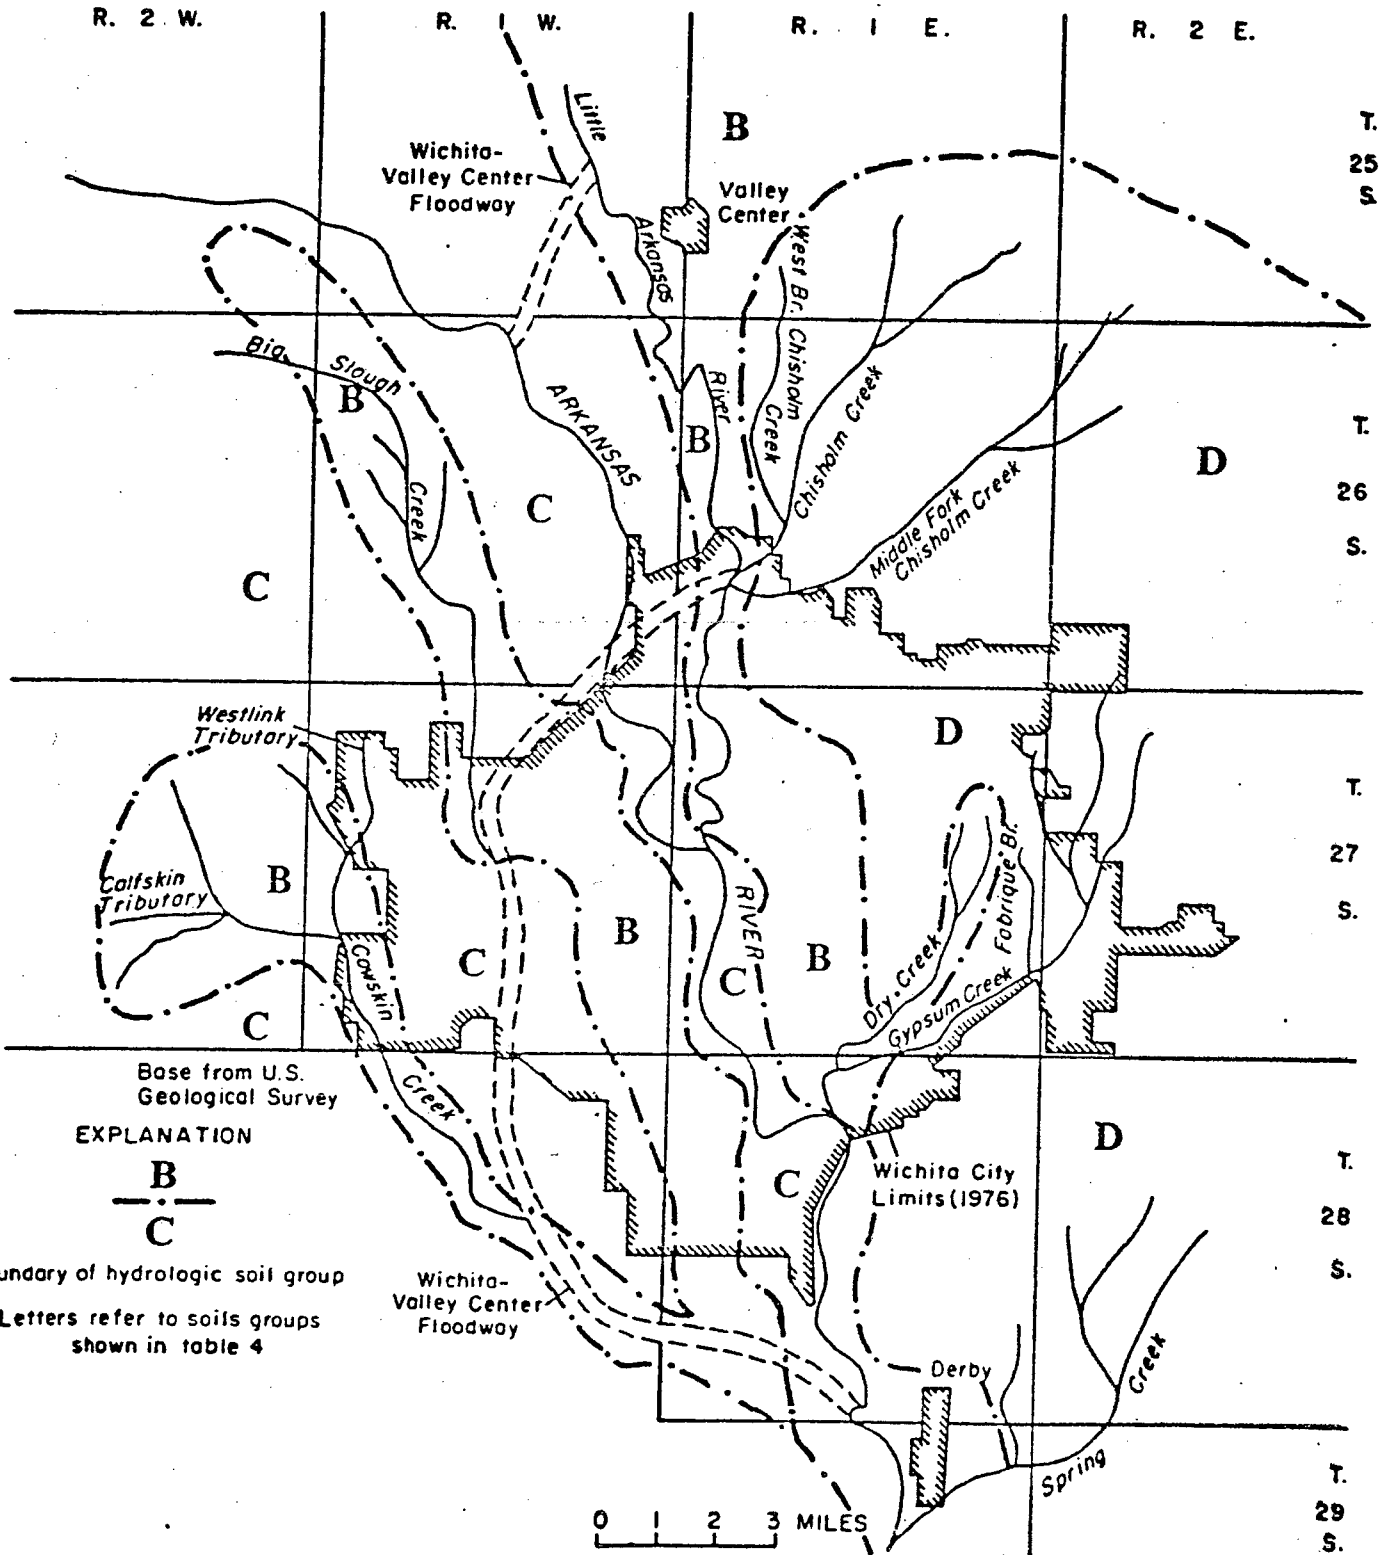 R. 2 W.
R. 1 W.
R. 1 E.
R. 2 E.
T.
25
S.
B
Little
Wichita-
Valley Center
Floodway
Valley
Center
Arkansas
River
West Br. Chisholm
Creek
Chisholm Creek
Middle Fork
Chisholm Creek
Big
Slough
Creek
B
ARKANSAS
B
C
C
D
T.
26
S.
Westlink
Tributary
D
T.
27
S.
Calfskin
Tributary
B
Cowskin
Creek
C
C
B
RIVER
C
B
Dry Creek
Fabrique Br.
Gypsum Creek
Base from U.S.
Geological Survey
EXPLANATION
B
C
undary of hydrologic soil group
Letters refer to soils groups
shown in table 4
Wichita-
Valley Center
Floodway
C
Wichita City
Limits (1976)
D
T.
28
S.
Derby
Spring
Creek
T.
29
S.
0 1 2 3 MILES